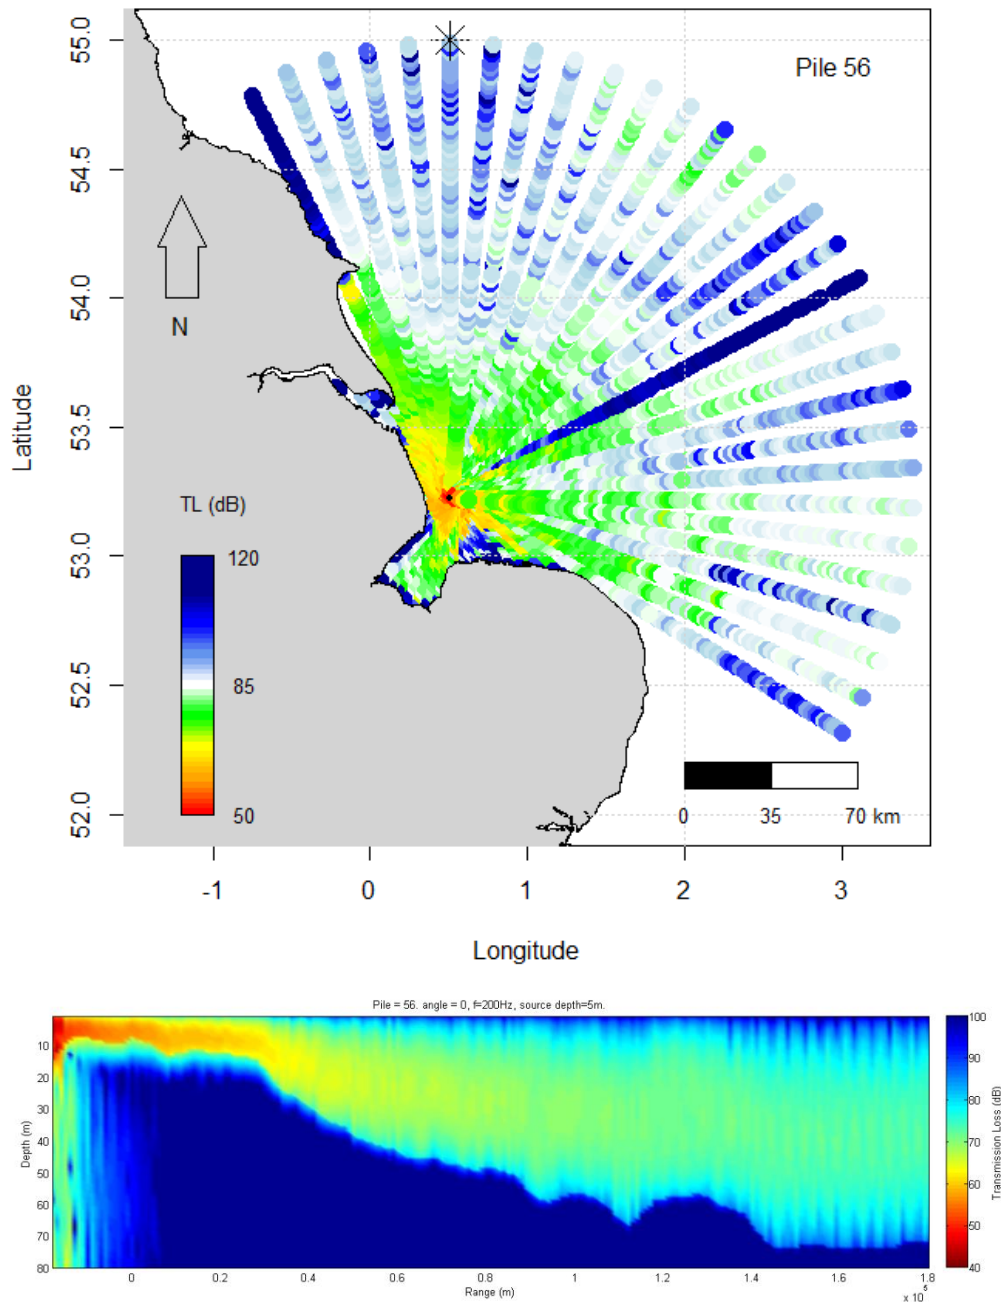 Pile 56
55.0
54.5
54.0
53.5
53.0
52.5
52.0
Latitude
N
TL (dB)
120
85
50
0 35 70 km
-1 0 1 2 3
Longitude
Pile = 56. angle = 0, f=200Hz, source depth=5m.
10
20
30
40
50
60
70
80
Depth (m)
0 0.2 0.4 0.6 0.8 1 1.2 1.4 1.6 1.8
Range (m)
x 10^5
100
90
80
70
60
50
40
Transmission Loss (dB)